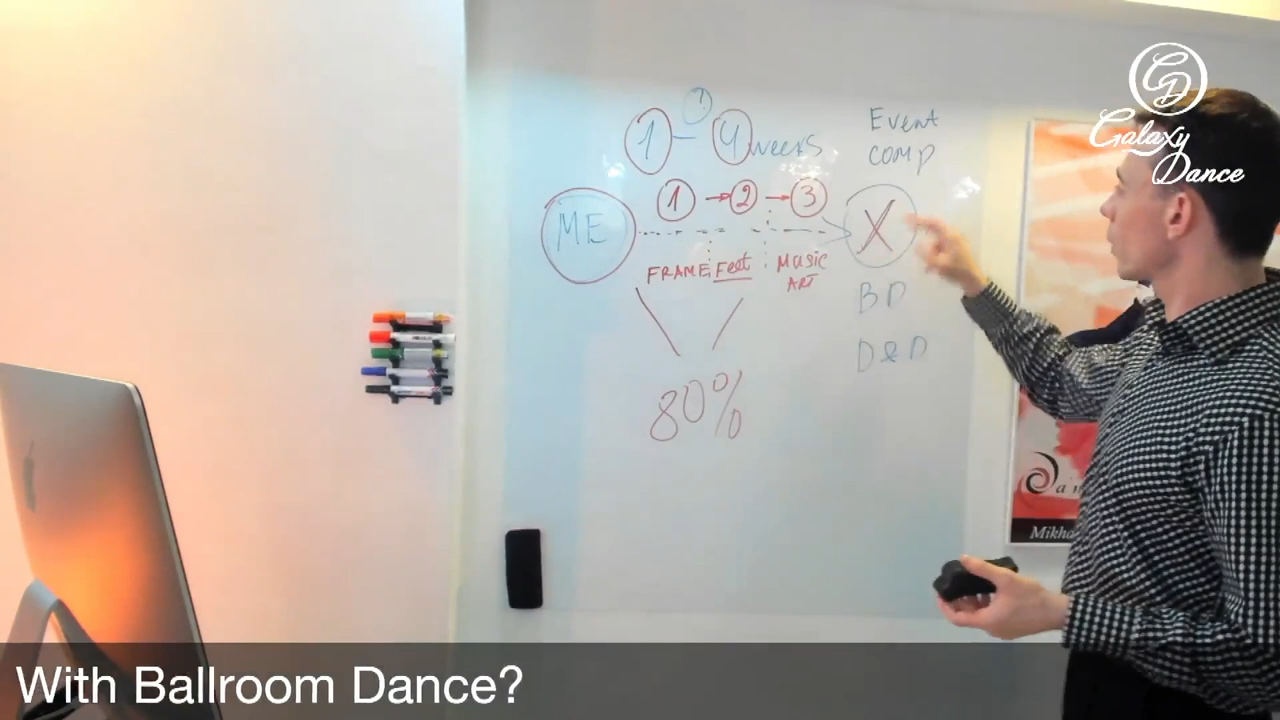 1 - 4 weeks
?
Event
comp
Galaxy
Dance
1 → 2 → 3
ME
X
FRAME Feet Music
ART
BD
D&D
80%
Mikha
With Ballroom Dance?